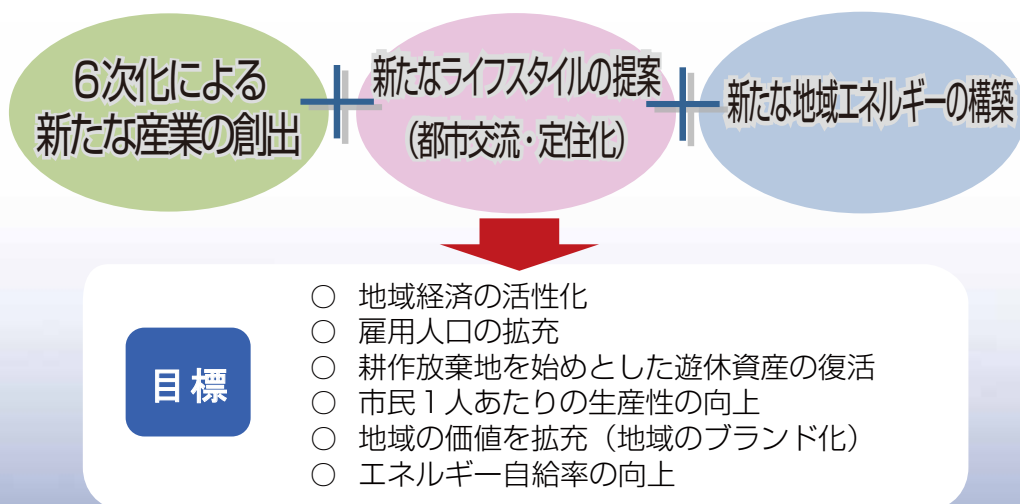 6次化による
新たな産業の創出
新たなライフスタイルの提案
（都市交流・定住化）
新たな地域エネルギーの構築
目標
○ 地域経済の活性化
○ 雇用人口の拡充
○ 耕作放棄地を始めとした遊休資産の復活
○ 市民１人あたりの生産性の向上
○ 地域の価値を拡充（地域のブランド化）
○ エネルギー自給率の向上